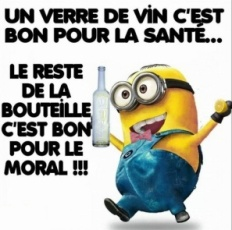 UN VERRE DE VIN C'EST
BON POUR LA SANTÉ...
LE RESTE
DE LA
BOUTEILLE
C'EST BON
POUR LE
MORAL !!!